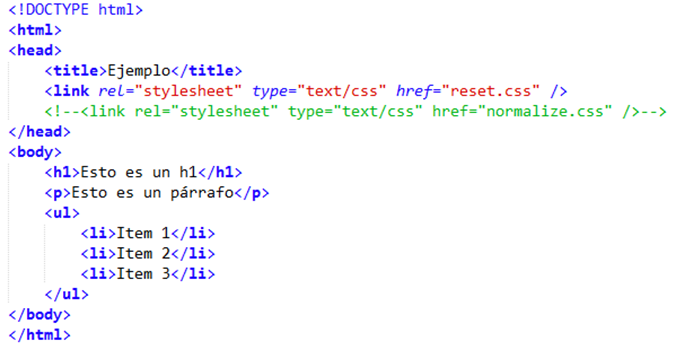 <!DOCTYPE html>
<html>
<head>
    <title>Ejemplo</title>
    <link rel="stylesheet" type="text/css" href="reset.css" />
    <!--<link rel="stylesheet" type="text/css" href="normalize.css" />-->
</head>
<body>
    <h1>Esto es un h1</h1>
    <p>Esto es un párrafo</p>
    <ul>
        <li>Item 1</li>
        <li>Item 2</li>
        <li>Item 3</li>
    </ul>
</body>
</html>